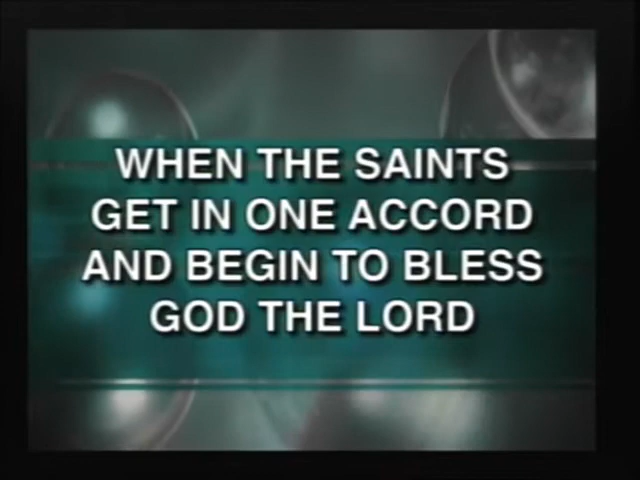 WHEN THE SAINTS
GET IN ONE ACCORD
AND BEGIN TO BLESS
GOD THE LORD